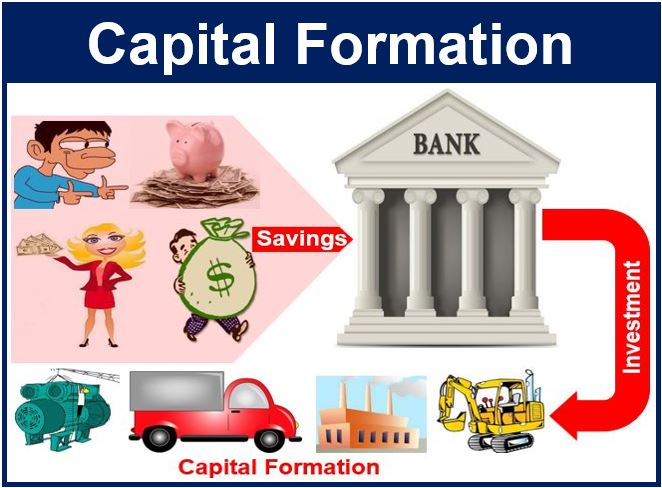 Capital Formation
BANK
Savings
$
Investment
Capital Formation